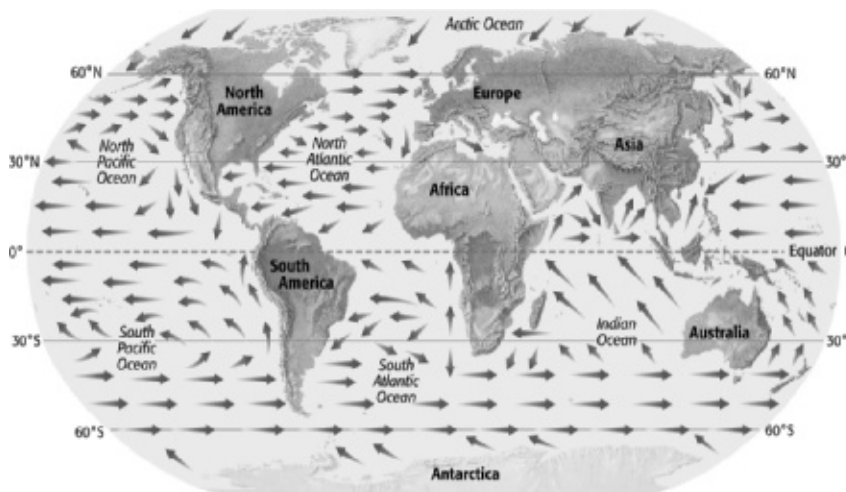 Arctic Ocean
60°N
60°N
North
America
Europe
Asia
North
Pacific
Ocean
North
Atlantic
Ocean
30°N
30°N
Africa
0°
Equator
South
America
South
Pacific
Ocean
Indian
Ocean
Australia
30°S
30°S
South
Atlantic
Ocean
60°S
60°S
Antarctica